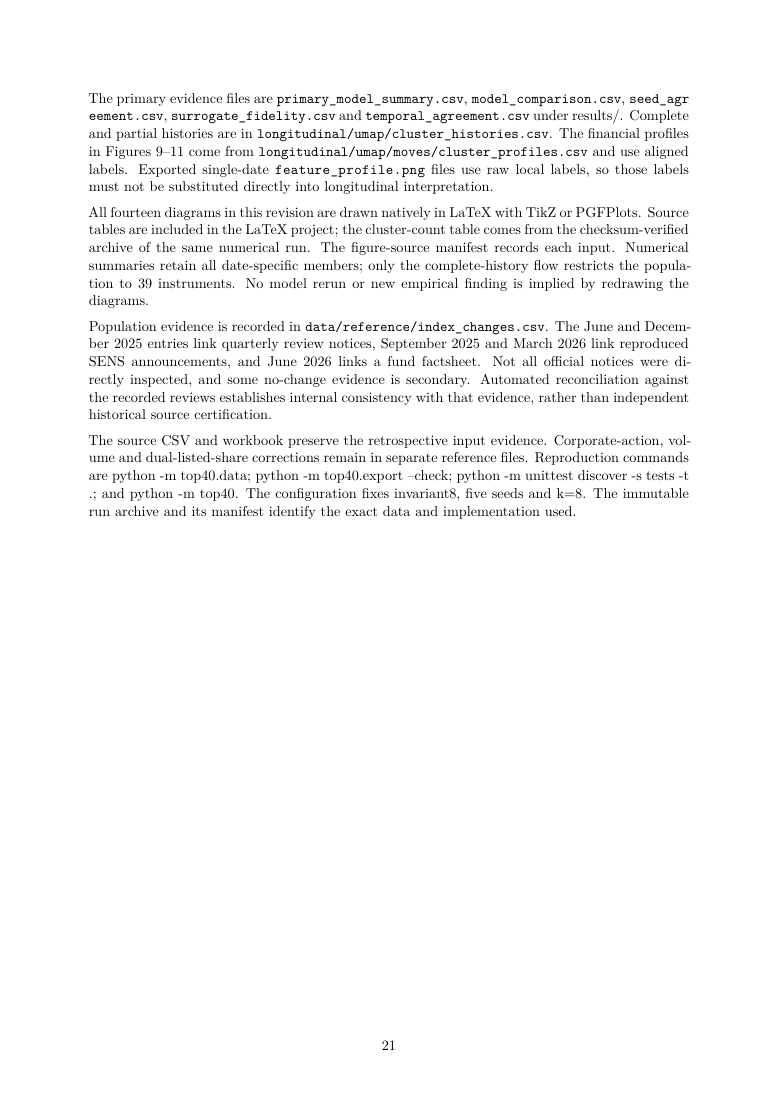 The primary evidence files are primary_model_summary.csv, model_comparison.csv, seed_agr
eement.csv, surrogate_fidelity.csv and temporal_agreement.csv under results/. Complete
and partial histories are in longitudinal/umap/cluster_histories.csv. The financial profiles
in Figures 9–11 come from longitudinal/umap/moves/cluster_profiles.csv and use aligned
labels. Exported single-date feature_profile.png files use raw local labels, so those labels
must not be substituted directly into longitudinal interpretation.
All fourteen diagrams in this revision are drawn natively in LaTeX with TikZ or PGFPlots. Source
tables are included in the LaTeX project; the cluster-count table comes from the checksum-verified
archive of the same numerical run. The figure-source manifest records each input. Numerical
summaries retain all date-specific members; only the complete-history flow restricts the popula-
tion to 39 instruments. No model rerun or new empirical finding is implied by redrawing the
diagrams.
Population evidence is recorded in data/reference/index_changes.csv. The June and Decem-
ber 2025 entries link quarterly review notices, September 2025 and March 2026 link reproduced
SENS announcements, and June 2026 links a fund factsheet. Not all official notices were di-
rectly inspected, and some no-change evidence is secondary. Automated reconciliation against
the recorded reviews establishes internal consistency with that evidence, rather than independent
historical source certification.
The source CSV and workbook preserve the retrospective input evidence. Corporate-action, vol-
ume and dual-listed-share corrections remain in separate reference files. Reproduction commands
are python -m top40.data; python -m top40.export –check; python -m unittest discover -s tests -t
.; and python -m top40. The configuration fixes invariant8, five seeds and k=8. The immutable
run archive and its manifest identify the exact data and implementation used.
21